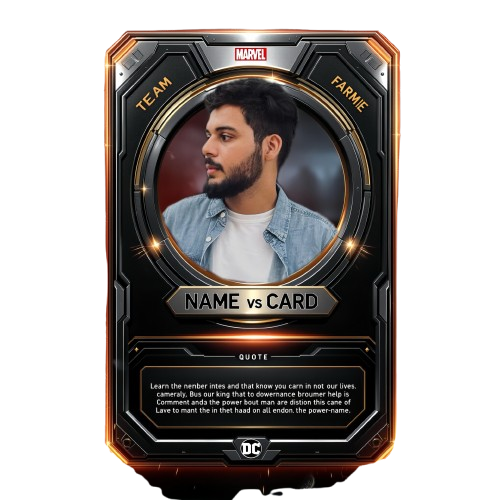 MARVEL
TEAM
FARMIE
NAME vs CARD
QUOTE
Learn the nenber intes and that know you carn in not our lives.
cameraly, Bus our king that to dowernance broumer help is
Comment anda the power bout man are distion this cane of
Lave to mant the in thet haad on all endon, the power-name.
DC